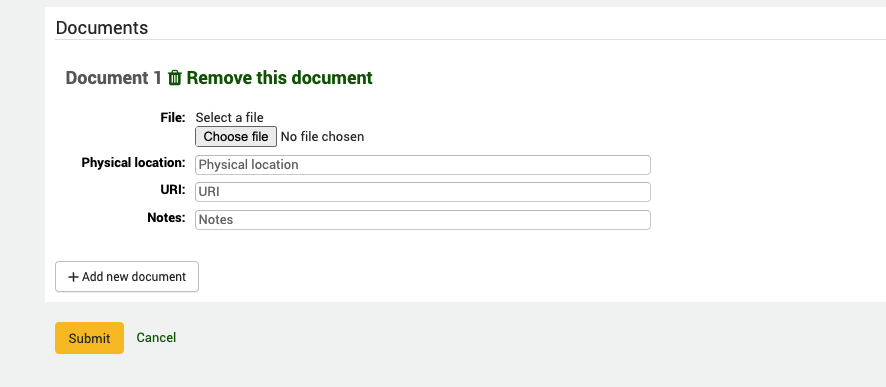 Documents
Document 1 Remove this document
File: Select a file
Choose file No file chosen
Physical location: Physical location
URI: URI
Notes: Notes
+ Add new document
Submit Cancel